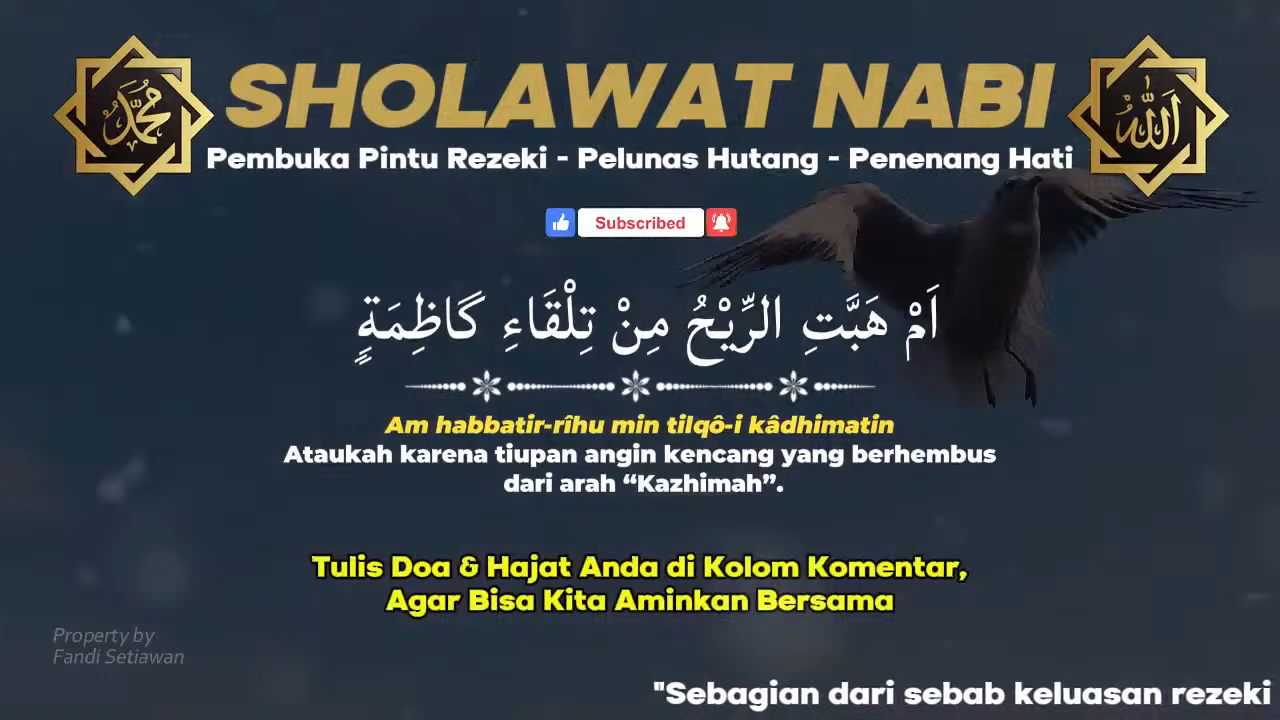 محمد
SHOLAWAT NABI
الله
Pembuka Pintu Rezeki - Pelunas Hutang - Penenang Hati
Subscribed
اَمْ هَبَّتِ الرِّيْحُ مِنْ تِلْقَاءِ كَاظِمَةٍ
Am habbatir-rîhu min tilqô-i kâdhimatin
Ataukah karena tiupan angin kencang yang berhembus
dari arah “Kazhimah”.
Tulis Doa & Hajat Anda di Kolom Komentar,
Agar Bisa Kita Aminkan Bersama
Property by
Fandi Setiawan
"Sebagian dari sebab keluasan rezeki